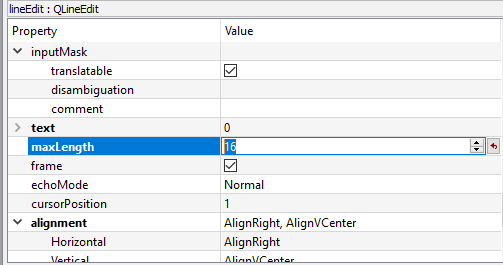 lineEdit : QLineEdit
Property Value
inputMask
translatable
disambiguation
comment
text 0
maxLength 16
frame
echoMode Normal
cursorPosition 1
alignment AlignRight, AlignVCenter
Horizontal AlignRight
Vertical AlignVCenter